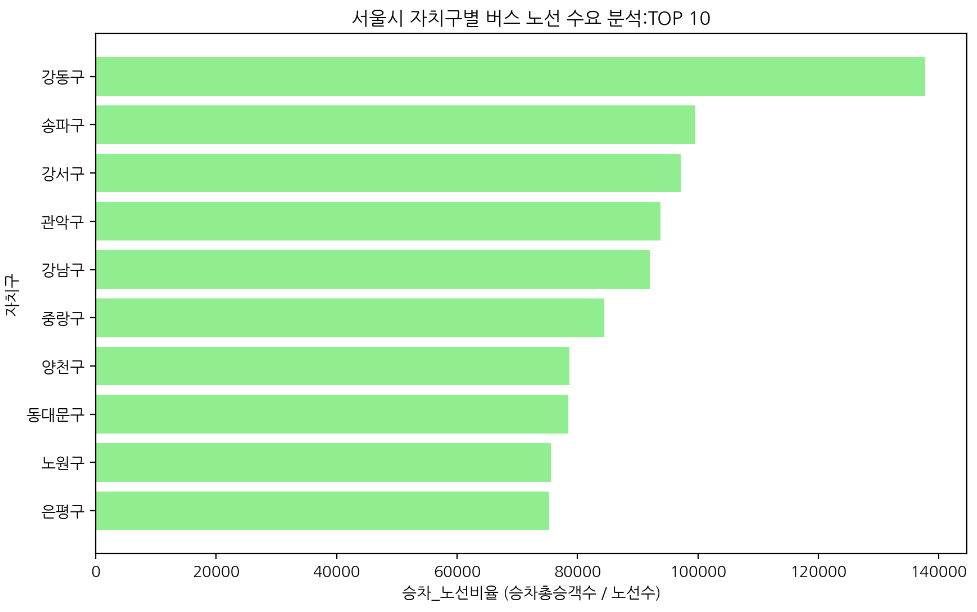 서울시 자치구별 버스 노선 수요 분석:TOP 10
강동구
송파구
강서구
관악구
강남구
중랑구
양천구
동대문구
노원구
은평구
자치구
0 20000 40000 60000 80000 100000 120000 140000
승차_노선비율 (승차총승객수 / 노선수)